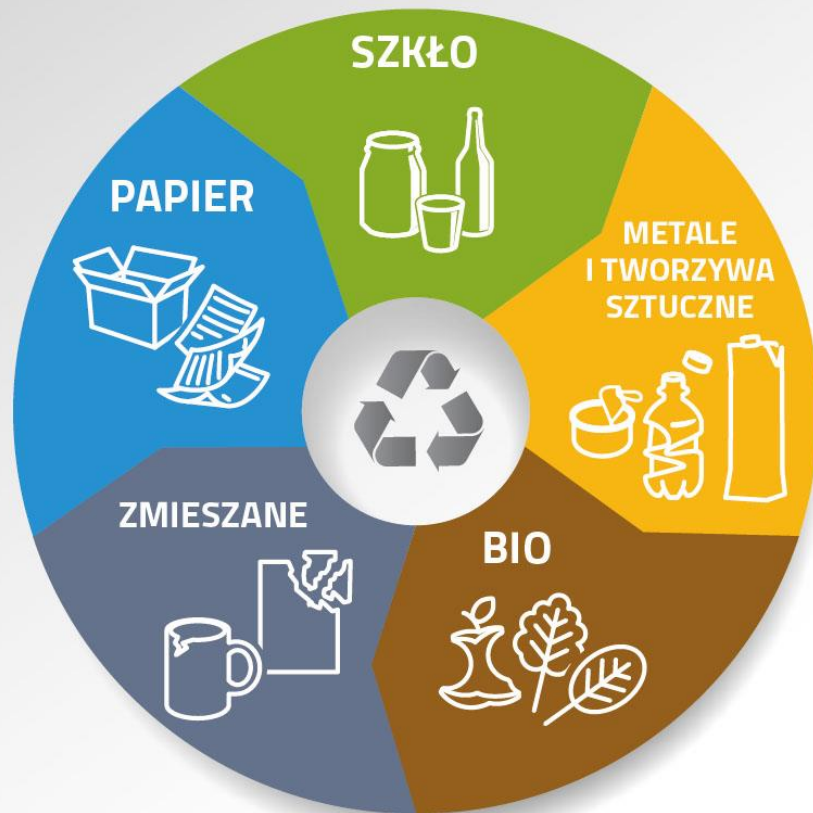 SZKŁO
PAPIER
METALE
I TWORZYWA
SZTUCZNE
ZMIESZANE
BIO